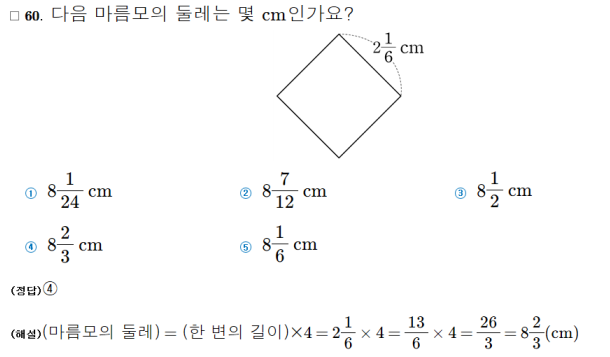 □ 60. 다음 마름모의 둘레는 몇 cm인가요?
2 1/6 cm
① 8 1/24 cm ② 8 7/12 cm ③ 8 1/2 cm
④ 8 2/3 cm ⑤ 8 1/6 cm
(정답)④
(해설)(마름모의 둘레) = (한 변의 길이)×4 = 2 1/6 × 4 = 13/6 × 4 = 26/3 = 8 2/3 (cm)